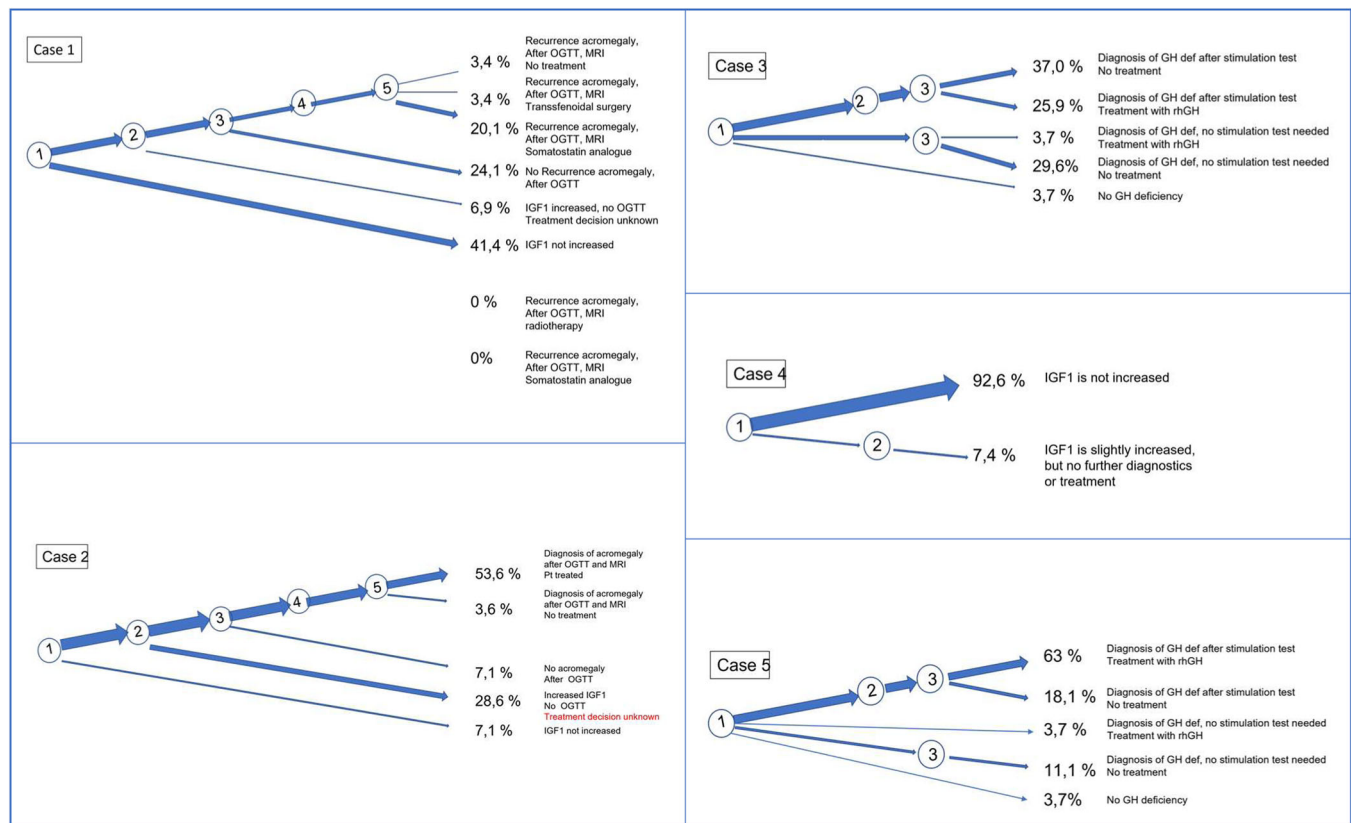 Case 1
3,4 %
Recurrence acromegaly,
After OGTT, MRI
No treatment
3,4 %
Recurrence acromegaly,
After OGTT, MRI
Transsfenoidal surgery
20,1 %
Recurrence acromegaly,
After OGTT, MRI
Somatostatin analogue
24,1 %
No Recurrence acromegaly,
After OGTT
6,9 %
IGF1 increased, no OGTT
Treatment decision unknown
41,4 %
IGF1 not increased
0 %
Recurrence acromegaly,
After OGTT, MRI
radiotherapy
0%
Recurrence acromegaly,
After OGTT, MRI
Somatostatin analogue
1
2
3
4
5
Case 2
53,6 %
Diagnosis of acromegaly
after OGTT and MRI
Pt treated
3,6 %
Diagnosis of acromegaly
after OGTT and MRI
No treatment
7,1 %
No acromegaly
After OGTT
28,6 %
Increased IGF1
No OGTT
Treatment decision unknown
7,1 %
IGF1 not increased
1
2
3
4
5
Case 3
37,0 %
Diagnosis of GH def after stimulation test
No treatment
25,9 %
Diagnosis of GH def after stimulation test
Treatment with rhGH
3,7 %
Diagnosis of GH def, no stimulation test needed
Treatment with rhGH
29,6%
Diagnosis of GH def, no stimulation test needed
No treatment
3,7 %
No GH deficiency
1
2
3
3
Case 4
92,6 %
IGF1 is not increased
7,4 %
IGF1 is slightly increased,
but no further diagnostics
or treatment
1
2
Case 5
63 %
Diagnosis of GH def after stimulation test
Treatment with rhGH
18,1 %
Diagnosis of GH def after stimulation test
No treatment
3,7 %
Diagnosis of GH def, no stimulation test needed
Treatment with rhGH
11,1 %
Diagnosis of GH def, no stimulation test needed
No treatment
3,7%
No GH deficiency
1
2
3
3